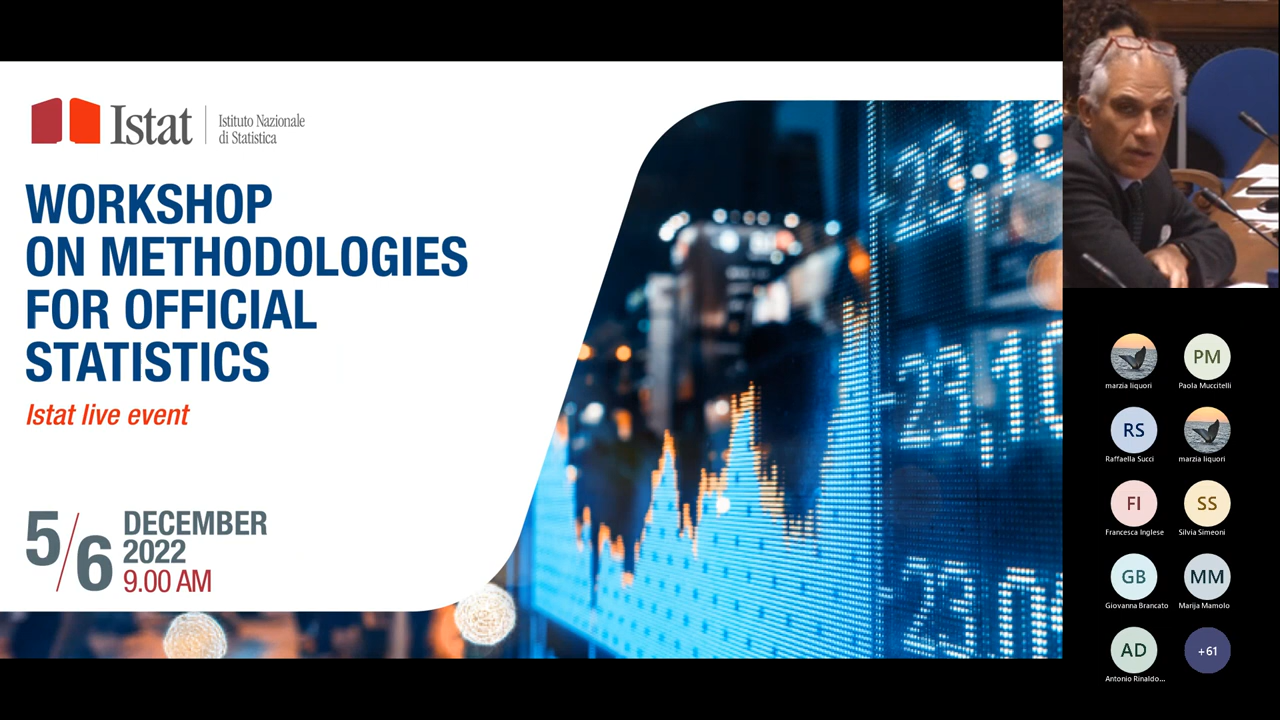 Istat
Istituto Nazionale
di Statistica
WORKSHOP
ON METHODOLOGIES
FOR OFFICIAL
STATISTICS
Istat live event
5/6
DECEMBER
2022
9.00 AM
marzia liquori
PM
Paola Muccitelli
RS
Raffaella Succi
marzia liquori
FI
Francesca Inglese
SS
Silvia Simeoni
GB
Giovanna Brancato
MM
Marija Mamolo
AD
Antonio Rinaldo...
+61